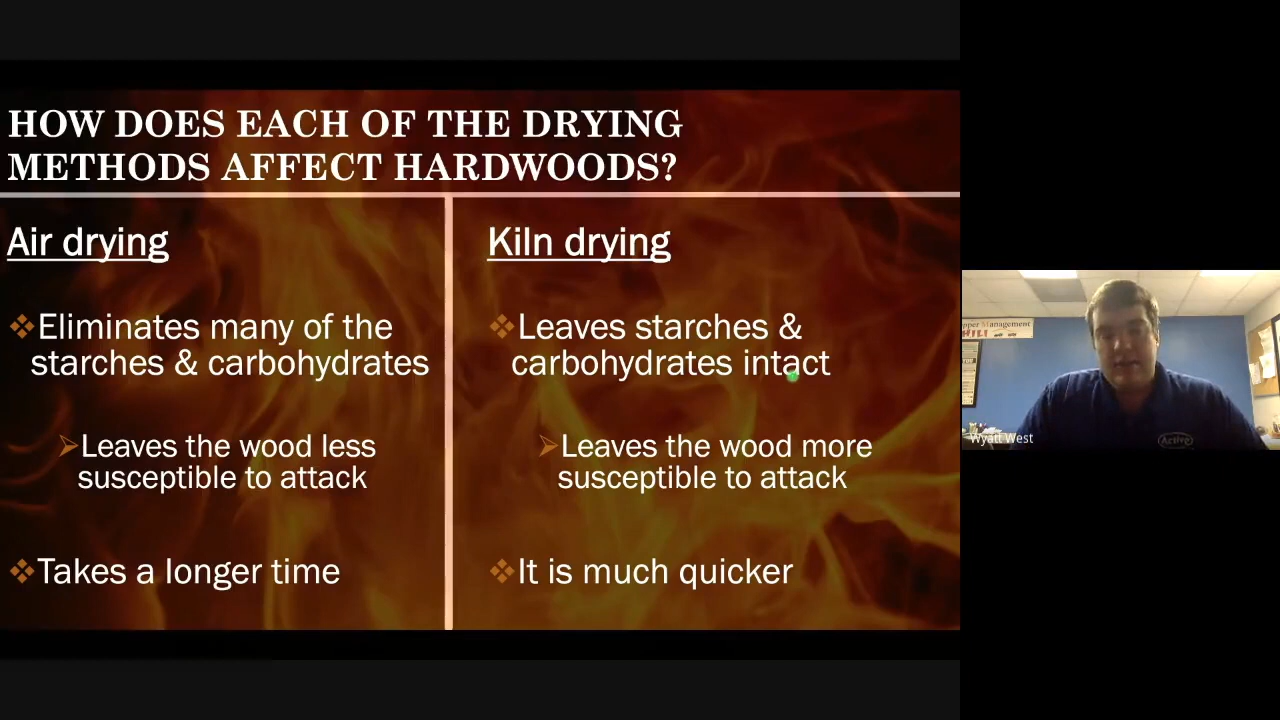 HOW DOES EACH OF THE DRYING
METHODS AFFECT HARDWOODS?
Air drying
Eliminates many of the
starches & carbohydrates
Leaves the wood less
susceptible to attack
Takes a longer time
Kiln drying
Leaves starches &
carbohydrates intact
Leaves the wood more
susceptible to attack
It is much quicker
Management
Wyatt West
Active